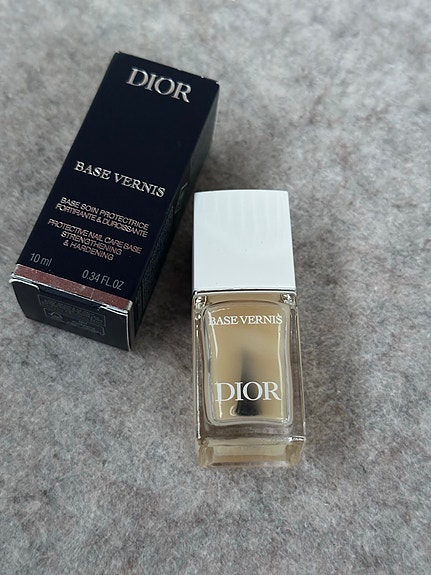 DIOR
BASE VERNIS
BASE SOIN PROTECTRICE
FORTIFIANTE & DURCISSANTE
PROTECTIVE NAIL CARE BASE
STRENGTHENING
& HARDENING
10 ml
0.34 FL.OZ
BASE VERNIS
DIOR